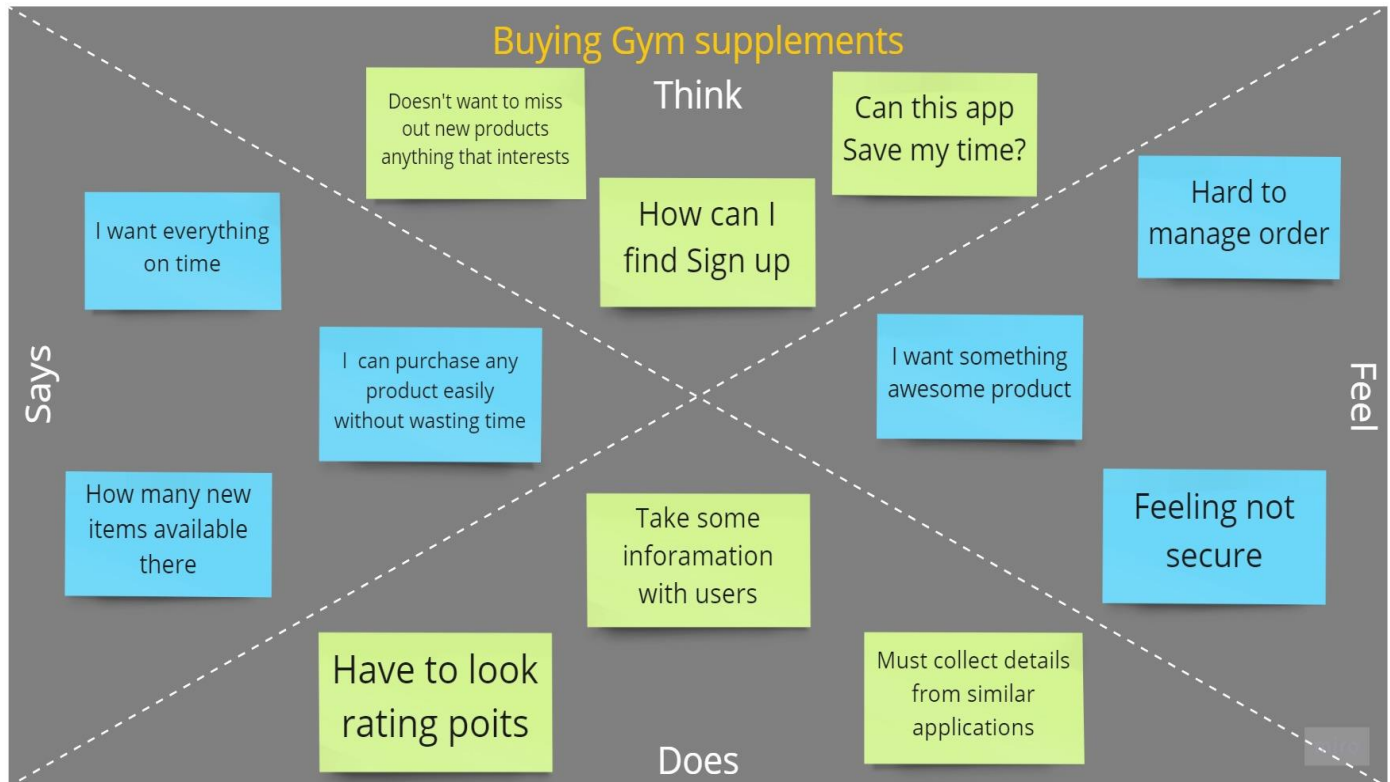 Buying Gym supplements
Think
Doesn't want to miss
out new products
anything that interests
Can this app
Save my time?
How can I
find Sign up
Says
I want everything
on time
I can purchase any
product easily
without wasting time
How many new
items available
there
Feel
Hard to
manage order
I want something
awesome product
Feeling not
secure
Take some
inforamation
with users
Have to look
rating poits
Must collect details
from similar
applications
Does
miro